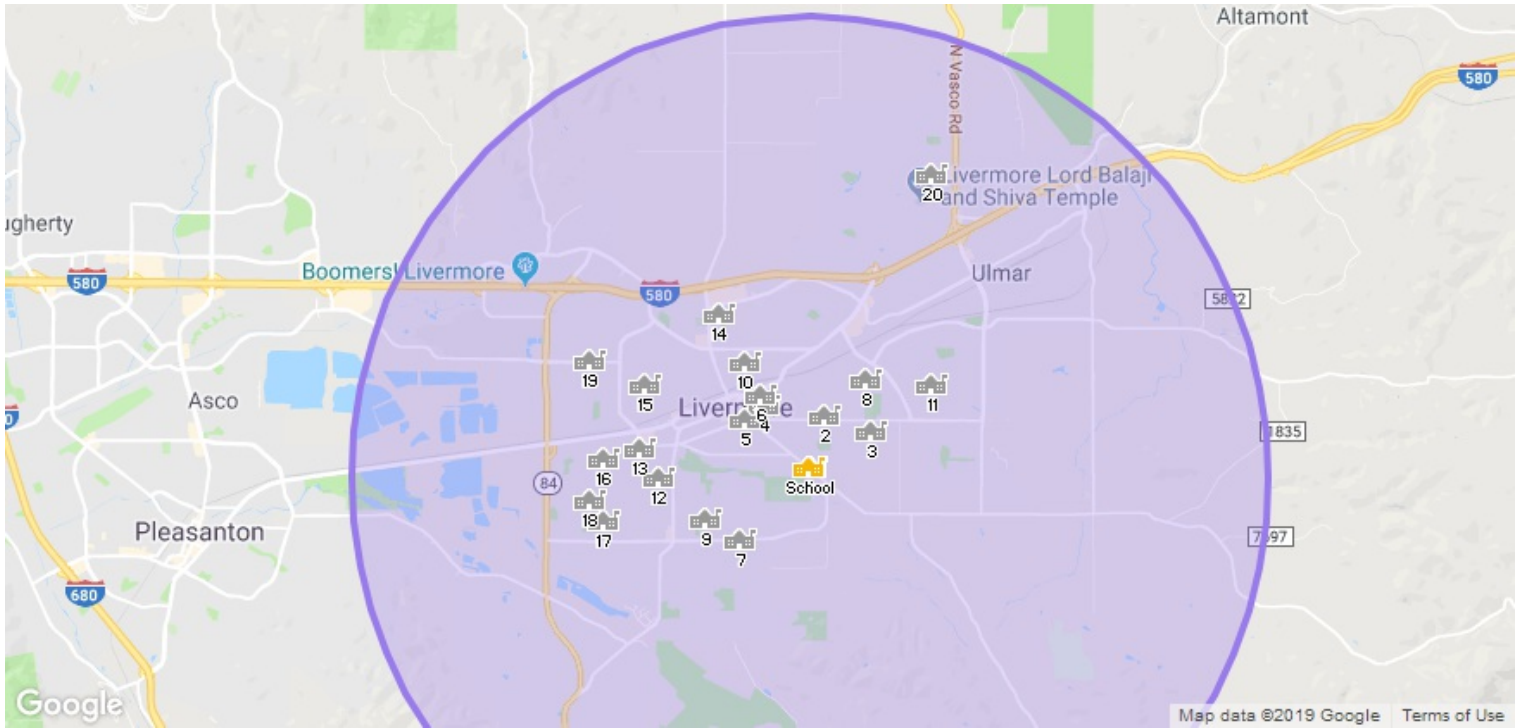 Altamont
N Vasco Rd
580
Livermore Lord Balaji
and Shiva Temple
20
ugherty
Boomers! Livermore
580
580
Ulmar
5822
14
19
10
15
8
11
Asco
Livermore
6
4
5
2
3
1835
13
16
12
School
84
18
17
9
7
Pleasanton
7697
680
Google
Map data ©2019 Google
Terms of Use